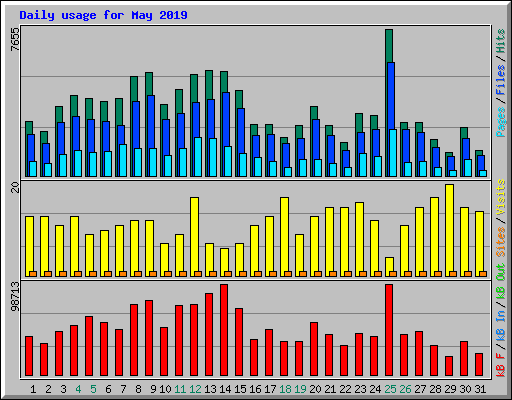 Daily usage for May 2019
7655
Pages / Files / Hits
20
Sites / Visits
98713
kB F / kB In / kB Out
1 2 3 4 5 6 7 8 9 10 11 12 13 14 15 16 17 18 19 20 21 22 23 24 25 26 27 28 29 30 31